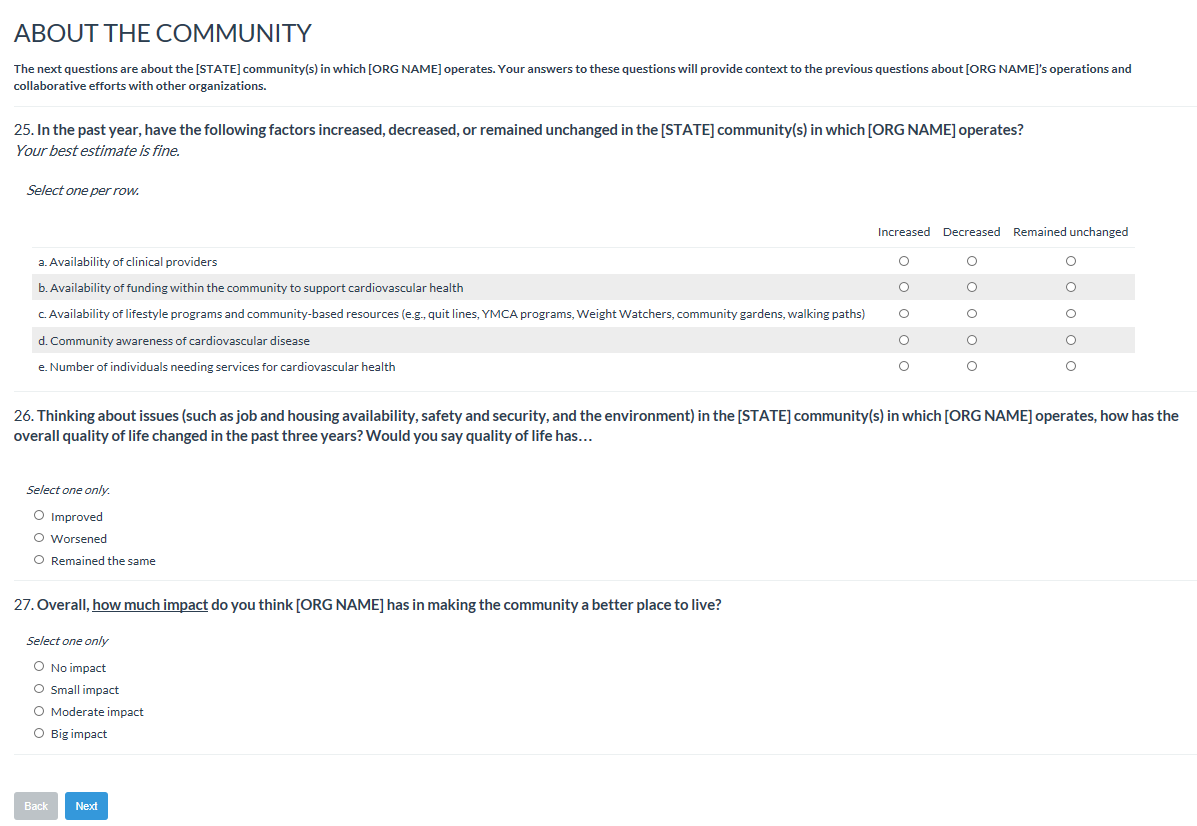 ABOUT THE COMMUNITY
The next questions are about the [STATE] community(s) in which [ORG NAME] operates. Your answers to these questions will provide context to the previous questions about [ORG NAME]'s operations and
collaborative efforts with other organizations.
25. In the past year, have the following factors increased, decreased, or remained unchanged in the [STATE] community(s) in which [ORG NAME] operates?
Your best estimate is fine.
Select one per row.
Increased Decreased Remained unchanged
a. Availability of clinical providers
b. Availability of funding within the community to support cardiovascular health
c. Availability of lifestyle programs and community-based resources (e.g., quit lines, YMCA programs, Weight Watchers, community gardens, walking paths)
d. Community awareness of cardiovascular disease
e. Number of individuals needing services for cardiovascular health
26. Thinking about issues (such as job and housing availability, safety and security, and the environment) in the [STATE] community(s) in which [ORG NAME] operates, how has the
overall quality of life changed in the past three years? Would you say quality of life has…
Select one only.
Improved
Worsened
Remained the same
27. Overall, how much impact do you think [ORG NAME] has in making the community a better place to live?
Select one only
No impact
Small impact
Moderate impact
Big impact
Back Next